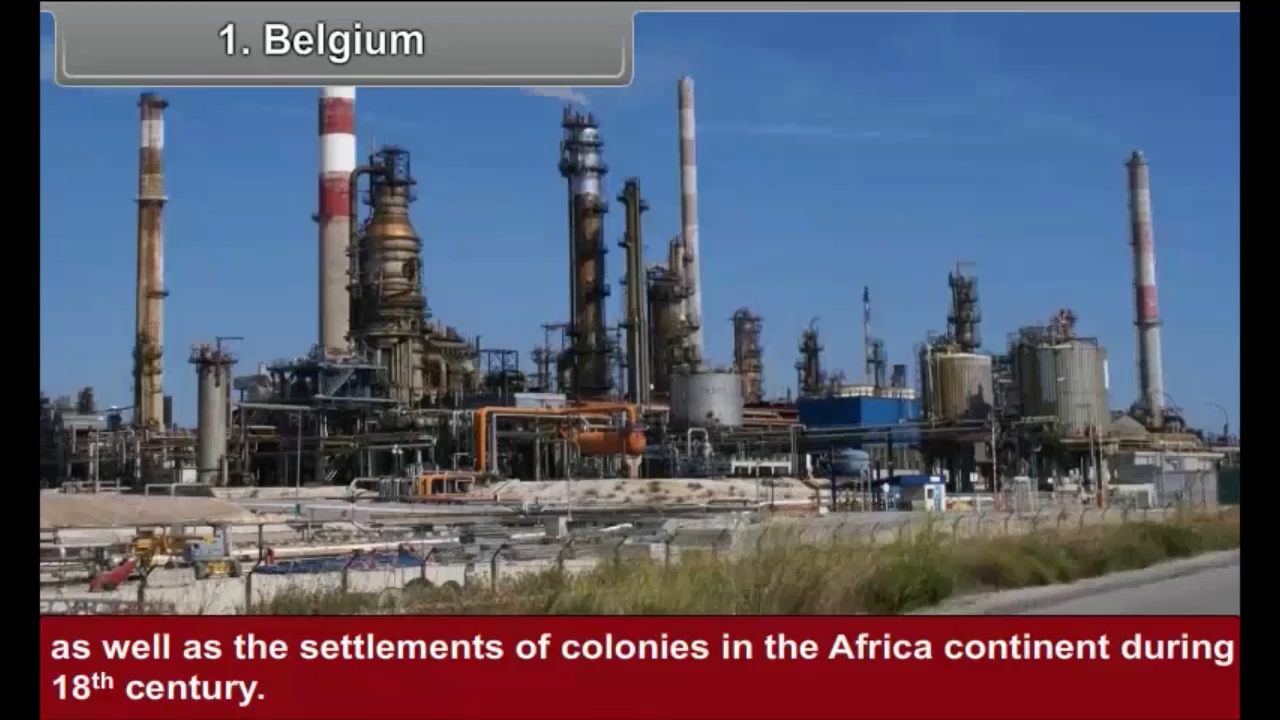 1. Belgium
as well as the settlements of colonies in the Africa continent during
18th century.